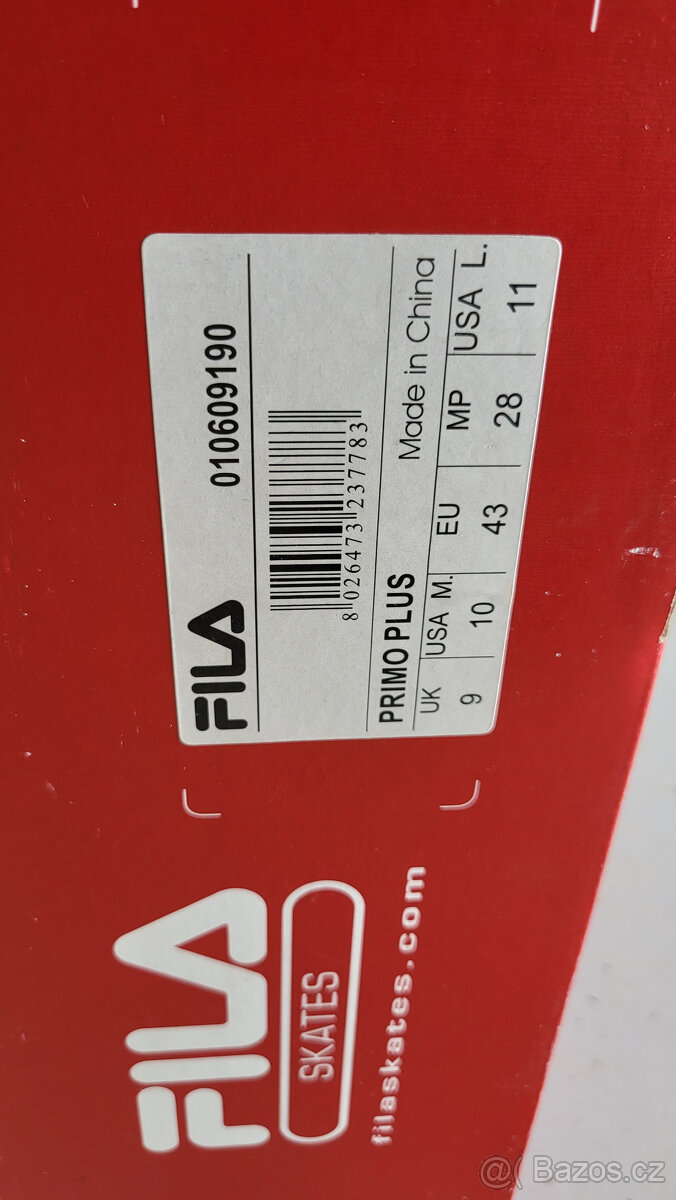 FILA 010609190
8 026473 237783
PRIMO PLUS Made in China
UK USA M. EU MP USA L.
9 10 43 28 11
FILA
SKATES
filaskates.com
@ Bazos.cz